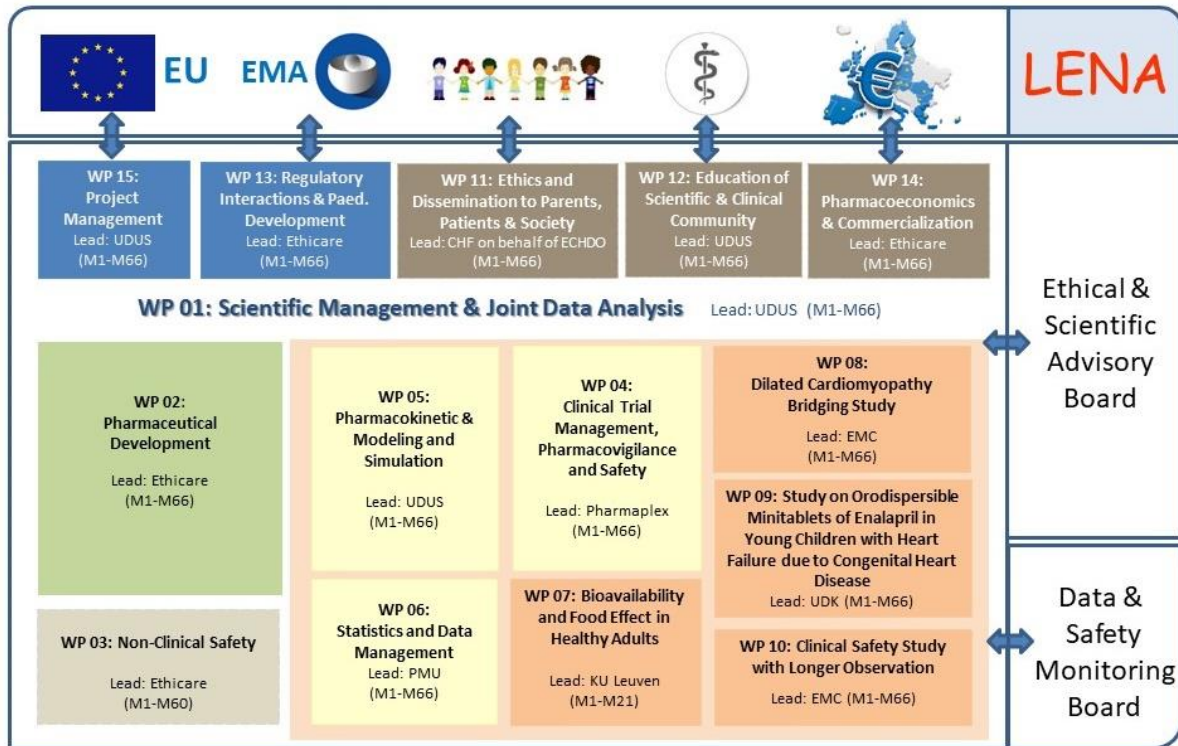 EU
EMA
€
LENA
WP 15:
Project
Management
Lead: UDUS
(M1-M66)
WP 13: Regulatory
Interactions & Paed.
Development
Lead: Ethicare
(M1-M66)
WP 11: Ethics and
Dissemination to Parents,
Patients & Society
Lead: CHF on behalf of ECHDO
(M1-M66)
WP 12: Education of
Scientific & Clinical
Community
Lead: UDUS
(M1-M66)
WP 14:
Pharmacoeconomics
& Commercialization
Lead: Ethicare
(M1-M66)
WP 01: Scientific Management & Joint Data Analysis Lead: UDUS (M1-M66)
WP 02:
Pharmaceutical
Development
Lead: Ethicare
(M1-M66)
WP 03: Non-Clinical Safety
Lead: Ethicare
(M1-M60)
WP 05:
Pharmacokinetic &
Modeling and
Simulation
Lead: UDUS
(M1-M66)
WP 04:
Clinical Trial
Management,
Pharmacovigilance
and Safety
Lead: Pharmaplex
(M1-M66)
WP 06:
Statistics and Data
Management
Lead: PMU
(M1-M66)
WP 07: Bioavailability
and Food Effect in
Healthy Adults
Lead: KU Leuven
(M1-M21)
WP 08:
Dilated Cardiomyopathy
Bridging Study
Lead: EMC
(M1-M66)
WP 09: Study on Orodispersible
Minitablets of Enalapril in
Young Children with Heart
Failure due to Congenital Heart
Disease
Lead: UDK (M1-M66)
WP 10: Clinical Safety Study
with Longer Observation
Lead: EMC (M1-M66)
Ethical &
Scientific
Advisory
Board
Data &
Safety
Monitoring
Board